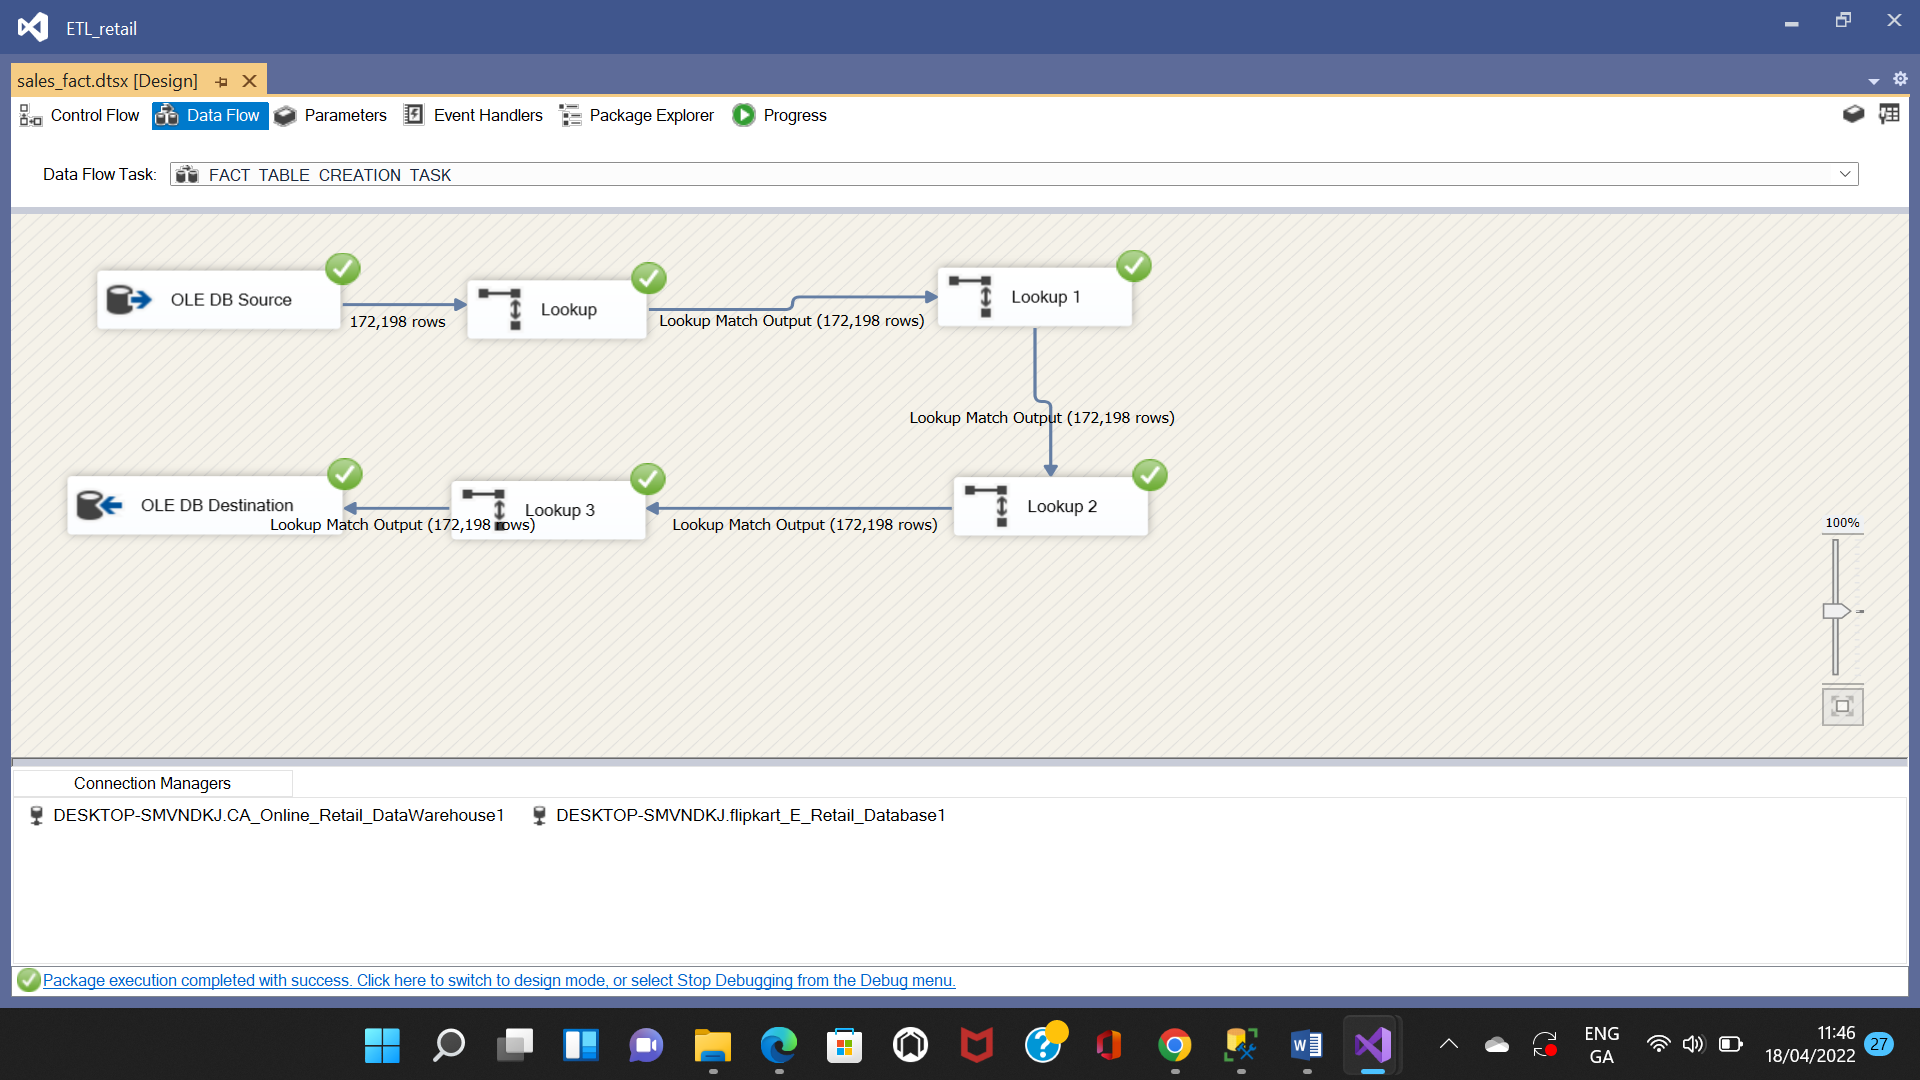 ETL_retail
sales_fact.dtsx [Design]
Control Flow Data Flow Parameters Event Handlers Package Explorer Progress
Data Flow Task: FACT TABLE CREATION TASK
OLE DB Source
172,198 rows
Lookup
Lookup Match Output (172,198 rows)
Lookup 1
Lookup Match Output (172,198 rows)
Lookup 2
Lookup Match Output (172,198 rows)
Lookup 3
Lookup Match Output (172,198 rows)
OLE DB Destination
100%
Connection Managers
DESKTOP-SMVNDKJ.CA_Online_Retail_DataWarehouse1 DESKTOP-SMVNDKJ.flipkart_E_Retail_Database1
Package execution completed with success. Click here to switch to design mode, or select Stop Debugging from the Debug menu.
ENG
GA
11:46
18/04/2022
27